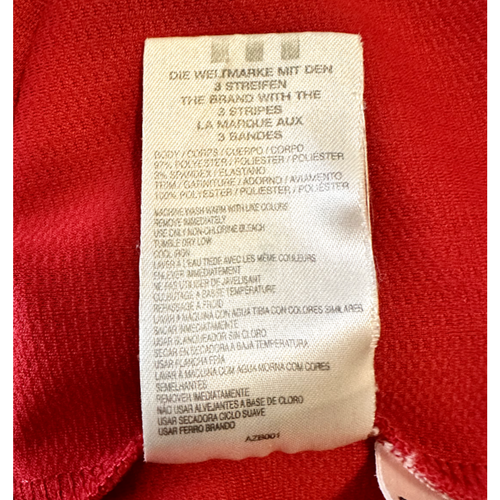 DIE WELTMARKE MIT DEN
3 STREIFEN
THE BRAND WITH THE
3 STRIPES
LA MARQUE AUX
3 BANDES
BODY / CORPS / CUERPO / CORPO
97% POLYESTER / POLIESTER / POLIÉSTER
3% SPANDEX / ELASTANO
TRIM / GARNITURE / ADORNO / AVIAMENTO
100% POLYESTER / POLIESTER / POLIÉSTER
MACHINE WASH WARM WITH LIKE COLORS
REMOVE IMMEDIATELY
USE ONLY NON-CHLORINE BLEACH
TUMBLE DRY LOW
COOL IRON
LAVER À L'EAU TIEDE AVEC LES MÊME COULEURS
ENLEVER IMMÉDIATEMENT
NE PAS UTILISER DE JAVELISANT
CULBUTAGE A BASSE TEMPÉRATURE
REPASSAGE À FROID
LAVAR A MÁQUINA CON AGUA TIBIA CON COLORES SIMILARES
SACAR INMEDIATAMENTE
USAR BLANQUEADOR SIN CLORO
SECAR EN SECADORA A BAJA TEMPERATURA
USAR PLANCHA FRIA
LAVAR À MÁQUINA COM AGUA MORNA COM CORES
SEMELHANTES
REMOVER IMEDIATAMENTE
NÃO USAR ALVEJANTES A BASE DE CLORO
USAR SECADORA CICLO SUAVE
USAR FERRO BRANDO
AZB001